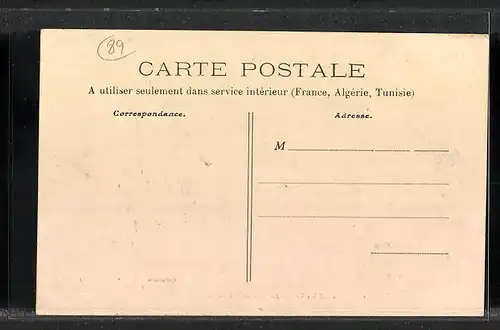 89
CARTE POSTALE
A utiliser seulement dans service intérieur (France, Algérie, Tunisie)
Correspondance.
Adresse.
M